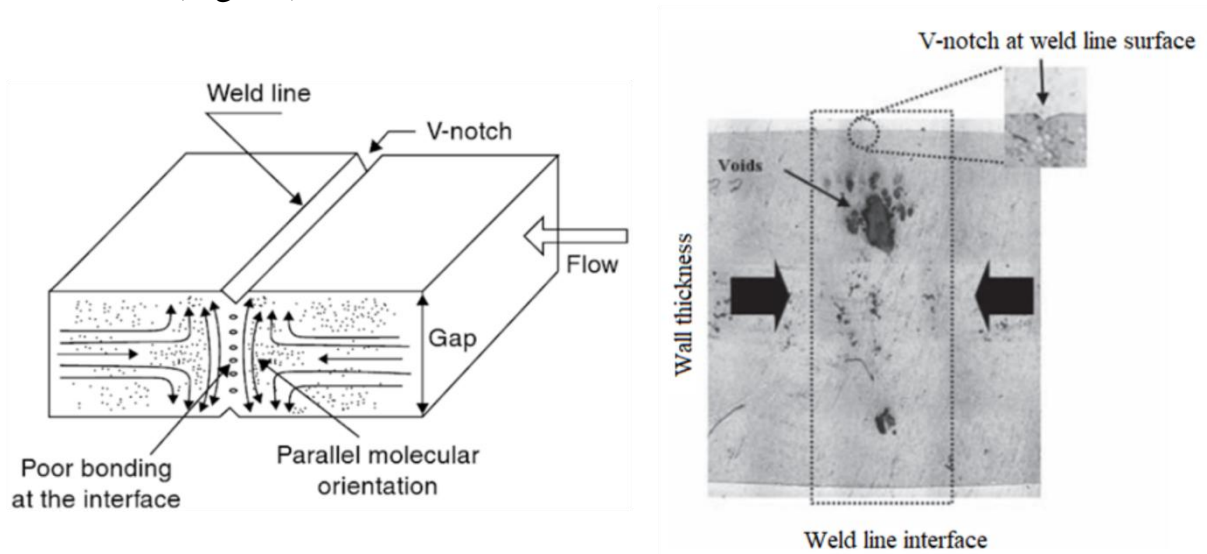 Weld line
V-notch
Flow
Gap
Poor bonding
at the interface
Parallel molecular
orientation
V-notch at weld line surface
Voids
Wall thickness
Weld line interface